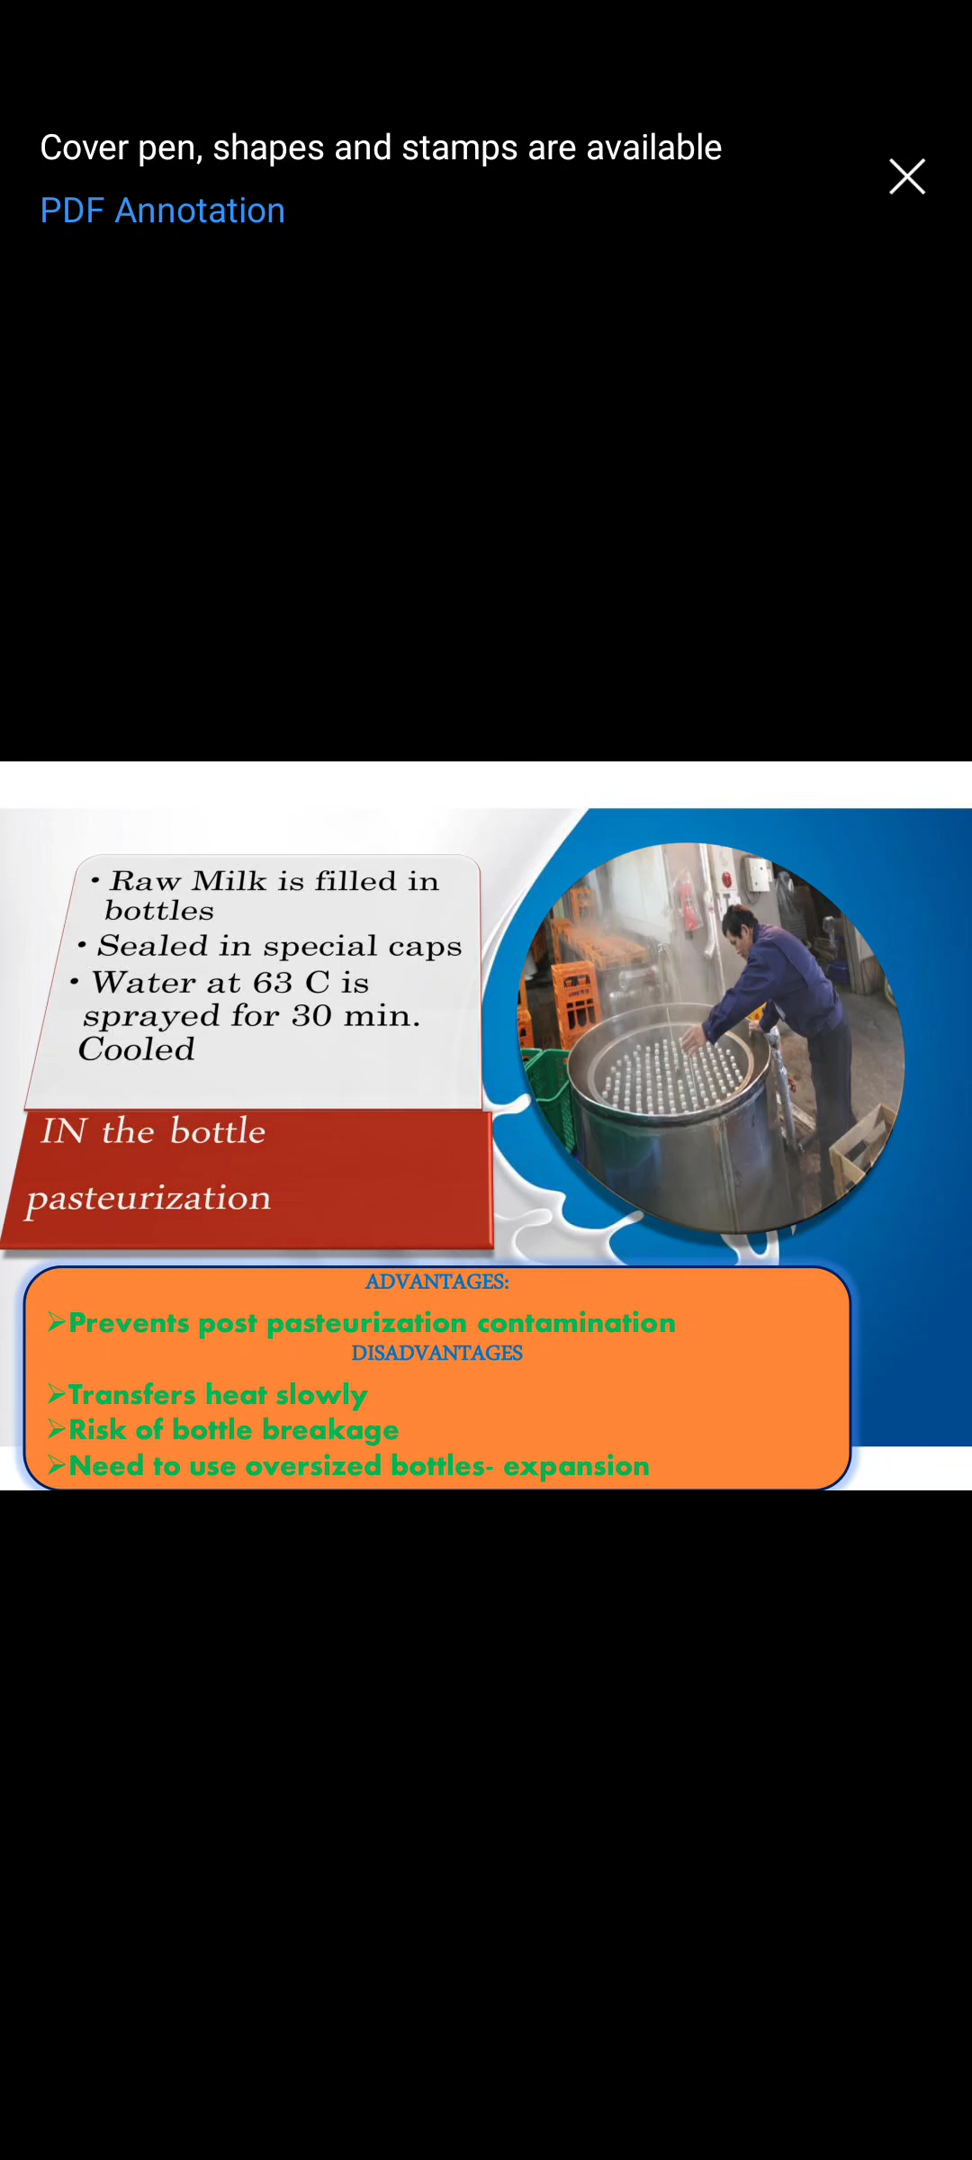 Cover pen, shapes and stamps are available
PDF Annotation
• Raw Milk is filled in
bottles
• Sealed in special caps
• Water at 63 C is
sprayed for 30 min.
Cooled
IN the bottle
pasteurization
ADVANTAGES:
➢Prevents post pasteurization contamination
DISADVANTAGES
➢Transfers heat slowly
➢Risk of bottle breakage
➢Need to use oversized bottles- expansion